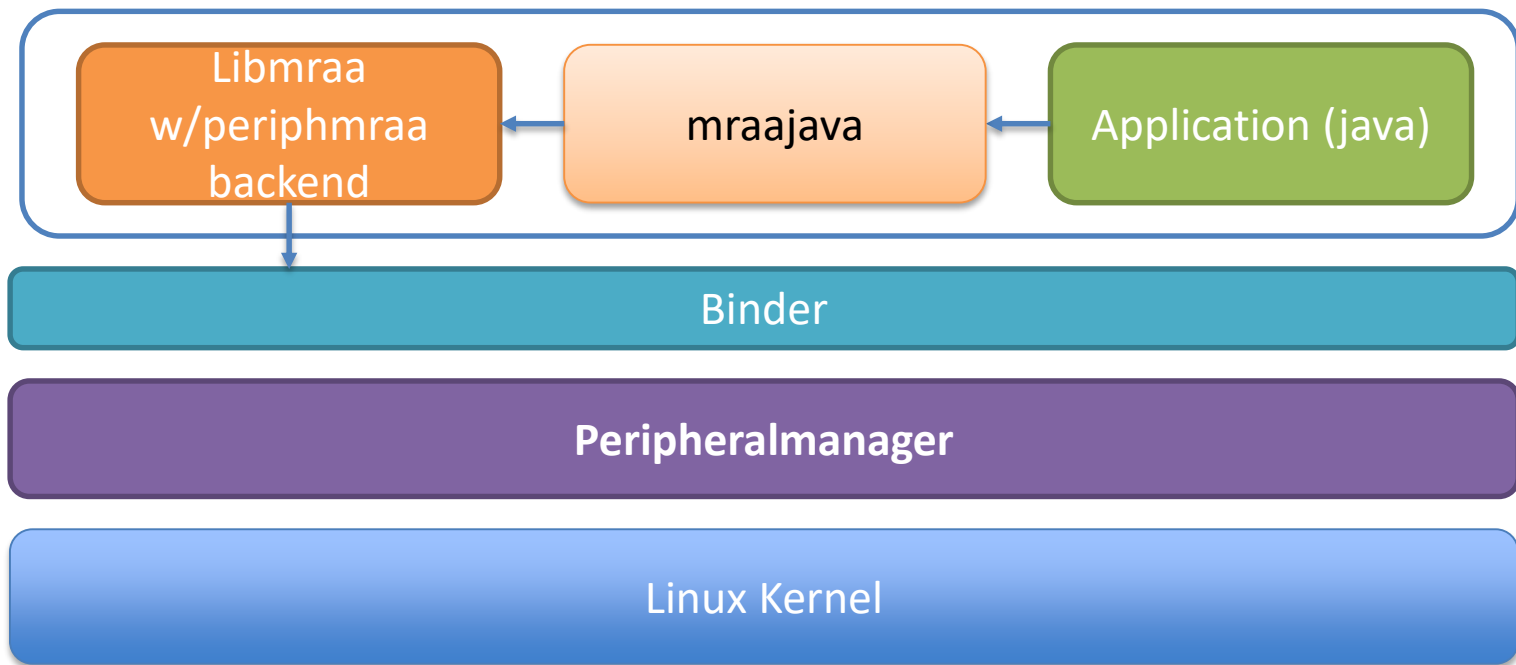 Libmraa
w/periphmraa
backend
mraajava
Application (java)
Binder
Peripheralmanager
Linux Kernel